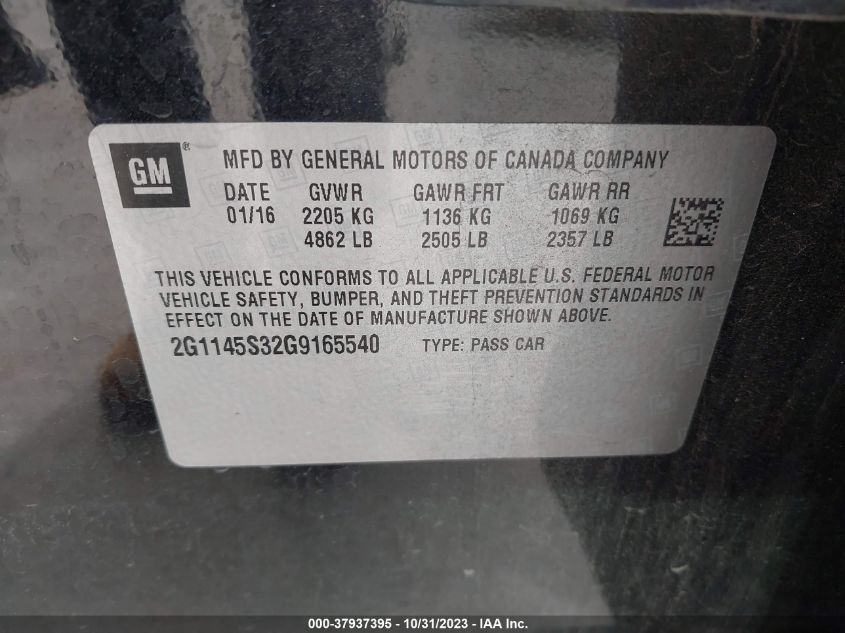 GM ® MFD BY GENERAL MOTORS OF CANADA COMPANY
DATE GVWR GAWR FRT GAWR RR
01/16 2205 KG 1136 KG 1069 KG
4862 LB 2505 LB 2357 LB
THIS VEHICLE CONFORMS TO ALL APPLICABLE U.S. FEDERAL MOTOR
VEHICLE SAFETY, BUMPER, AND THEFT PREVENTION STANDARDS IN
EFFECT ON THE DATE OF MANUFACTURE SHOWN ABOVE.
2G1145S32G9165540 TYPE: PASS CAR
000-37937395 - 10/31/2023 - IAA Inc.